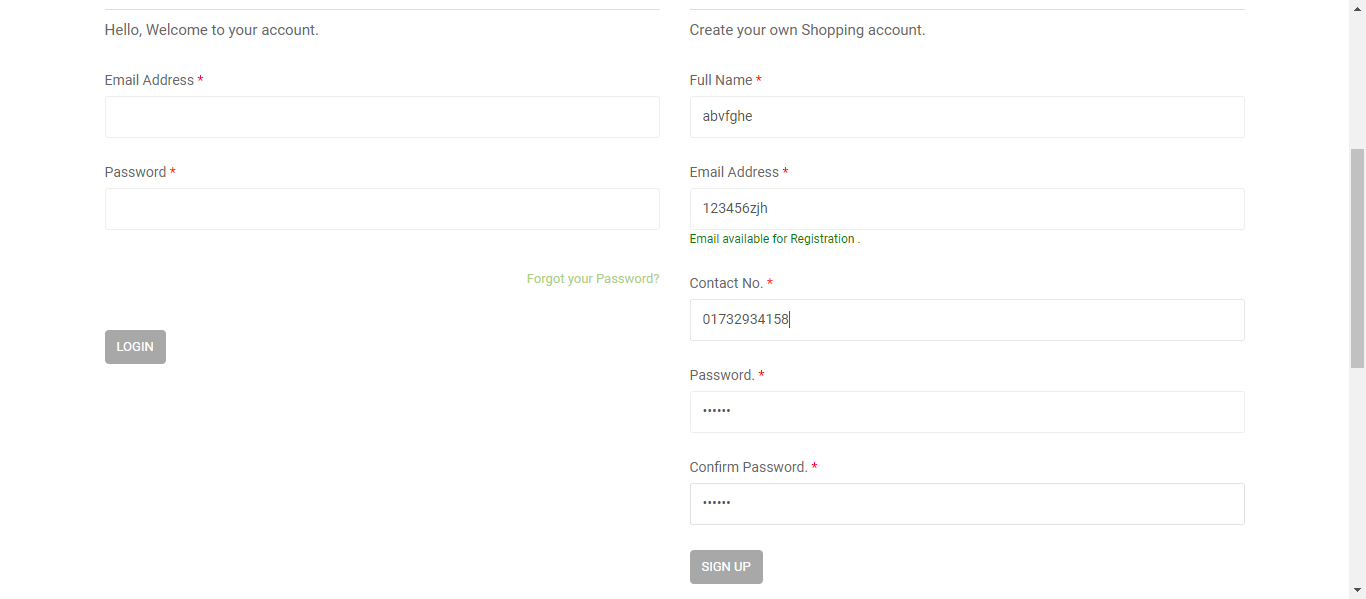 Hello, Welcome to your account.
Email Address *
Password *
Forgot your Password?
LOGIN
Create your own Shopping account.
Full Name *
abvfghe
Email Address *
123456zjh
Email available for Registration .
Contact No. *
01732934158
Password. *
••••••
Confirm Password. *
••••••
SIGN UP